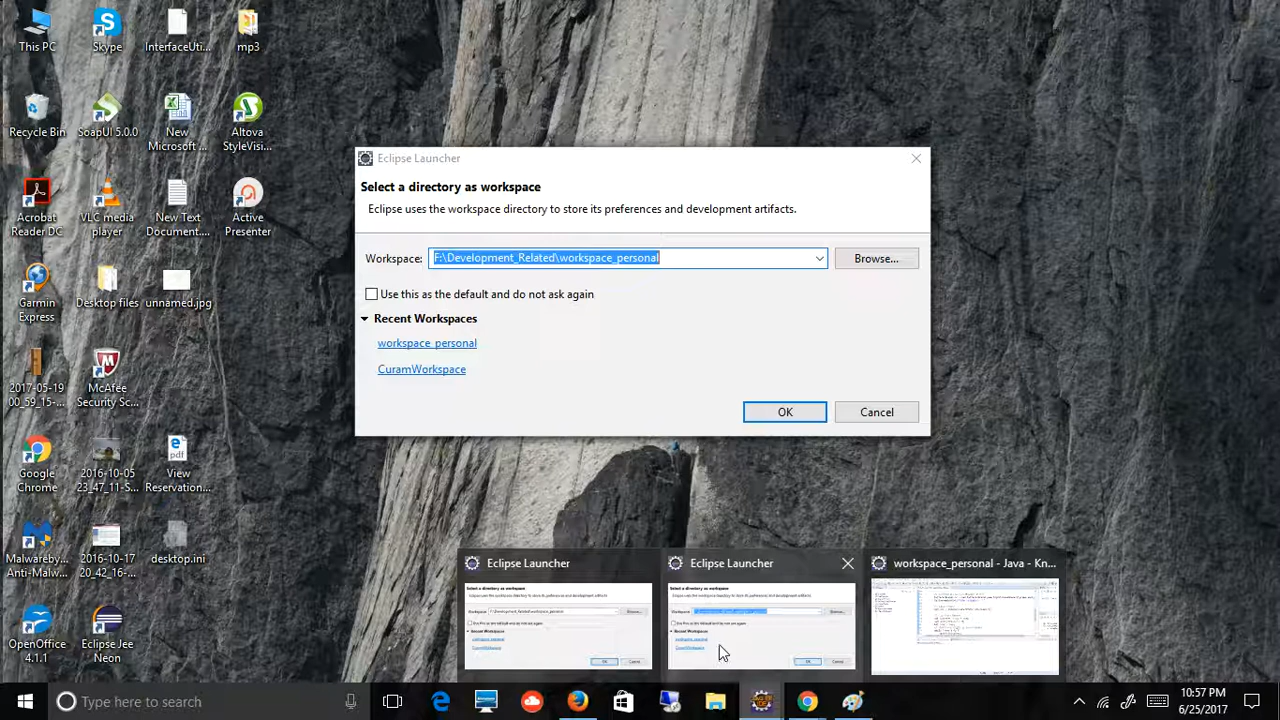 This PC
Skype
InterfaceUti...
mp3
Recycle Bin
SoapUI 5.0.0
New
Microsoft ...
Altova
StyleVisi...
Acrobat
Reader DC
VLC media
player
New Text
Document....
Active
Presenter
Garmin
Express
Desktop files
unnamed.jpg
2017-05-19
00_59_15-...
McAfee
Security Sc...
Google
Chrome
2016-10-05
23_47_11-S...
View
Reservation...
Malwareby...
Anti-Malw...
2016-10-17
20_42_16-...
desktop.ini
OpenOffice
4.1.1
Eclipse Jee
Neon
Eclipse Launcher
Select a directory as workspace
Eclipse uses the workspace directory to store its preferences and development artifacts.
Workspace: F:\Development_Related\workspace_personal Browse...
Use this as the default and do not ask again
Recent Workspaces
workspace_personal
CuramWorkspace
OK Cancel
Eclipse Launcher
Eclipse Launcher
workspace_personal - Java - Kn...
Type here to search
10:57 PM
6/25/2017